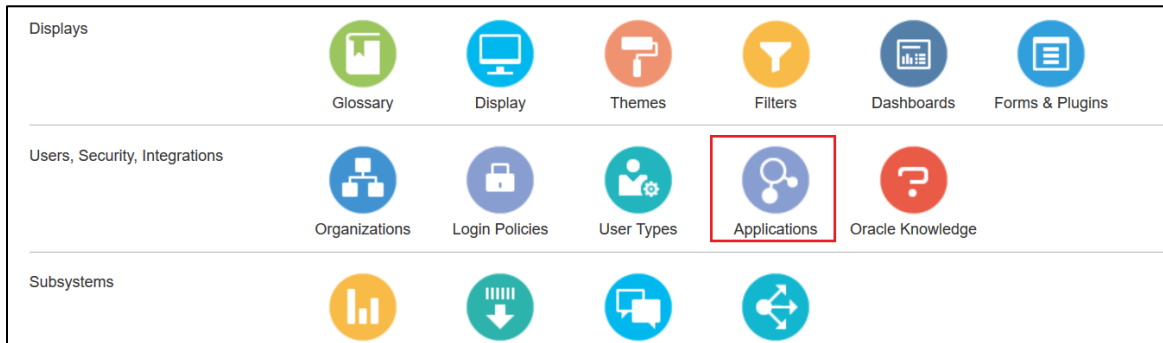 Displays
Glossary
Display
Themes
Filters
Dashboards
Forms & Plugins
Users, Security, Integrations
Organizations
Login Policies
User Types
Applications
Oracle Knowledge
Subsystems